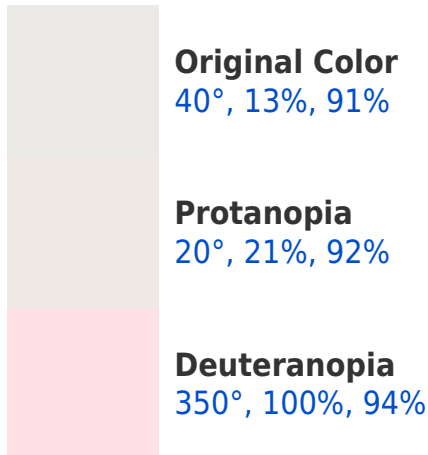 Original Color
40°, 13%, 91%
Protanopia
20°, 21%, 92%
Deuteranopia
350°, 100%, 94%